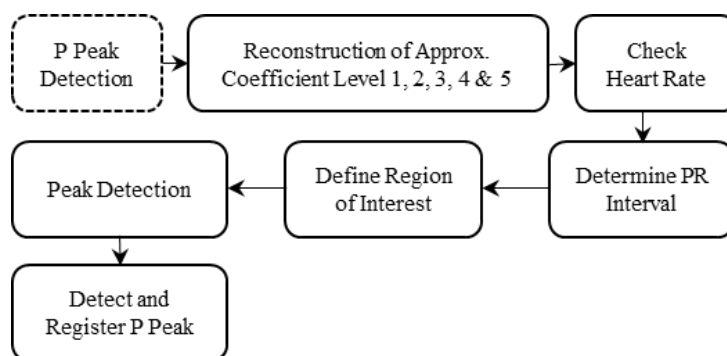 P Peak
Detection
Reconstruction of Approx.
Coefficient Level 1, 2, 3, 4 & 5
Check
Heart Rate
Determine PR
Interval
Define Region
of Interest
Peak Detection
Detect and
Register P Peak